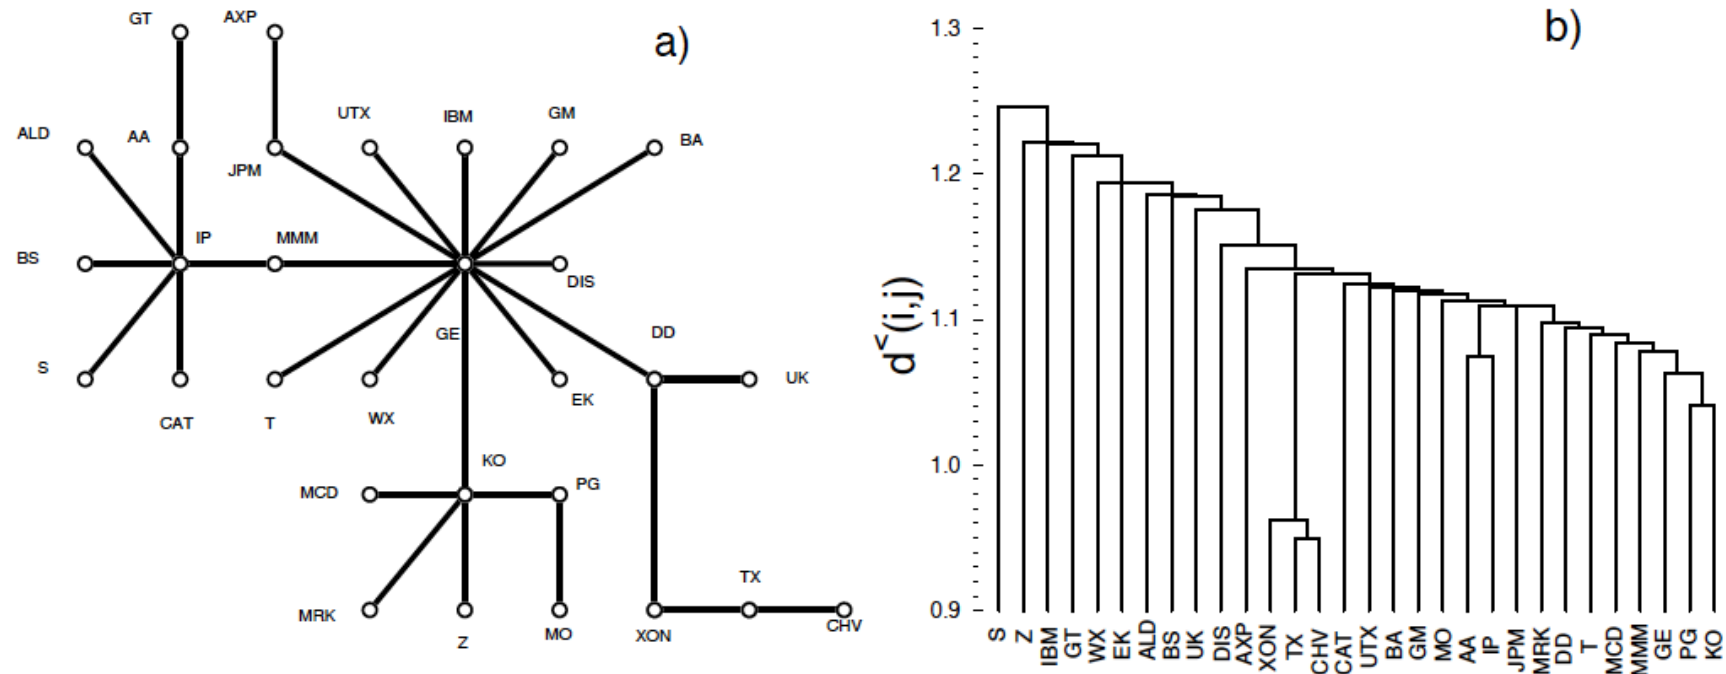 GT AXP a)
UTX IBM GM
ALD AA BA
JPM
BS IP MMM
DIS
GE DD
S UK
CAT T WX EK
KO
MCD PG
TX
MRK Z MO XON CHV
b)
1.3
1.2
1.1
1.0
0.9
d<(i,j)
S Z IBM GT WX EK ALD BS UK DIS AXP XON TX CHV CAT UTX BA GM MO AA IP JPM MRK DD T MCD MMM GE PG KO